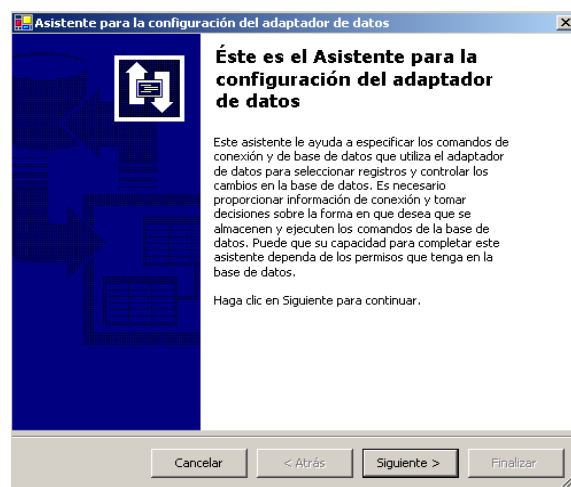 Asistente para la configuración del adaptador de datos
Éste es el Asistente para la
configuración del adaptador
de datos
Este asistente le ayuda a especificar los comandos de
conexión y de base de datos que utiliza el adaptador
de datos para seleccionar registros y controlar los
cambios en la base de datos. Es necesario
proporcionar información de conexión y tomar
decisiones sobre la forma en que desea que se
almacenen y ejecuten los comandos de la base de
datos. Puede que su capacidad para completar este
asistente dependa de los permisos que tenga en la
base de datos.
Haga clic en Siguiente para continuar.
Cancelar < Atrás Siguiente > Finalizar